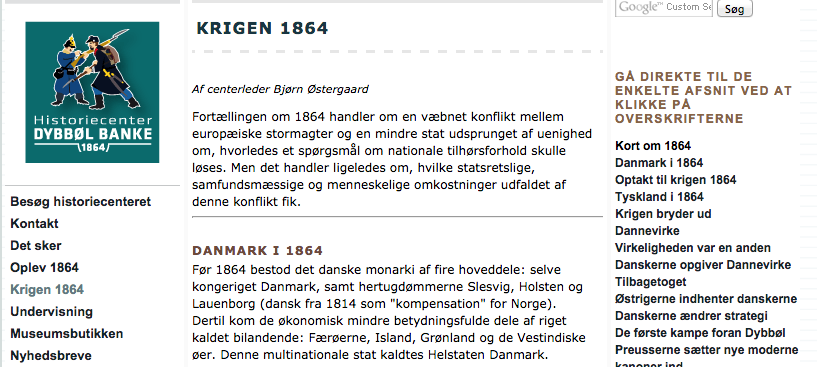 Historiecenter
DYBBØL BANKE
\1864/
Besøg historiecenteret
Kontakt
Det sker
Oplev 1864
Krigen 1864
Undervisning
Museumsbutikken
Nyhedsbreve
KRIGEN 1864
Af centerleder Bjørn Østergaard
Fortællingen om 1864 handler om en væbnet konflikt mellem
europæiske stormagter og en mindre stat udsprunget af uenighed
om, hvorledes et spørgsmål om nationale tilhørsforhold skulle
løses. Men det handler ligeledes om, hvilke statsretslige,
samfundsmæssige og menneskelige omkostninger udfaldet af
denne konflikt fik.
DANMARK I 1864
Før 1864 bestod det danske monarki af fire hoveddele: selve
kongeriget Danmark, samt hertugdømmerne Slesvig, Holsten og
Lauenborg (dansk fra 1814 som "kompensation" for Norge).
Dertil kom de økonomisk mindre betydningsfulde dele af riget
kaldet bilandende: Færøerne, Island, Grønland og de Vestindiske
øer. Denne multinationale stat kaldtes Helstaten Danmark.
Google™ Custom Se
Søg
GÅ DIREKTE TIL DE
ENKELTE AFSNIT VED AT
KLIKKE PÅ
OVERSKRIFTERNE
Kort om 1864
Danmark i 1864
Optakt til krigen 1864
Tyskland i 1864
Krigen bryder ud
Dannevirke
Virkeligheden var en anden
Danskerne opgiver Dannevirke
Tilbagetoget
Østrigerne indhenter danskerne
Danskerne ændrer strategi
De første kampe foran Dybbøl
Preusserne sætter nye moderne
kanoner ind